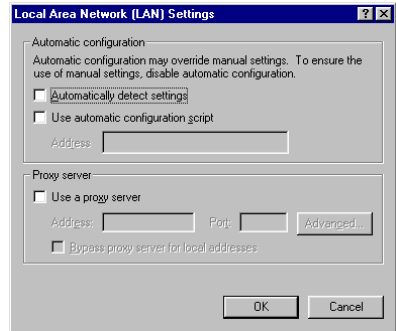 Local Area Network (LAN) Settings
Automatic configuration
Automatic configuration may override manual settings. To ensure the
use of manual settings, disable automatic configuration.
Automatically detect settings
Use automatic configuration script
Address
Proxy server
Use a proxy server
Address: Port: Advanced...
Bypass proxy server for local addresses
OK Cancel